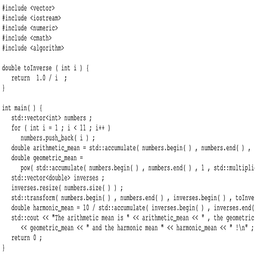 #include <vector>
#include <iostream>
#include <numeric>
#include <cmath>
#include <algorithm>
double toInverse ( int i ) {
return 1.0 / i ;
}
int main( ) {
std::vector<int> numbers ;
for ( int i = 1 ; i < 11 ; i++ )
numbers.push_back( i ) ;
double arithmetic_mean = std::accumulate( numbers.begin( ) , numbers.end( ) ,
double geometric_mean =
pow( std::accumulate( numbers.begin( ) , numbers.end( ) , 1 , std::multipli
std::vector<double> inverses ;
inverses.resize( numbers.size( ) ) ;
std::transform( numbers.begin( ) , numbers.end( ) , inverses.begin( ) , toInve
double harmonic_mean = 10 / std::accumulate( inverses.begin( ) , inverses.end(
std::cout << "The arithmetic mean is " << arithmetic_mean << " , the geometric
<< geometric_mean << " and the harmonic mean " << harmonic_mean << " !\n" ;
return 0 ;
}